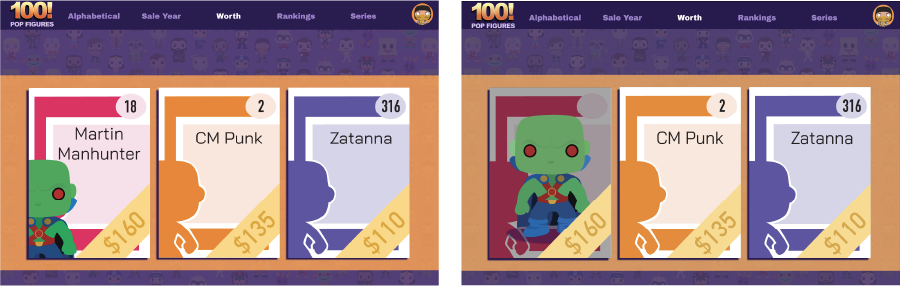 100!
POP FIGURES
Alphabetical Sale Year Worth Rankings Series
18
Martin
Manhunter
$160
2
CM Punk
$135
316
Zatanna
$110
100!
POP FIGURES
Alphabetical Sale Year Worth Rankings Series
$160
2
CM Punk
$135
316
Zatanna
$110